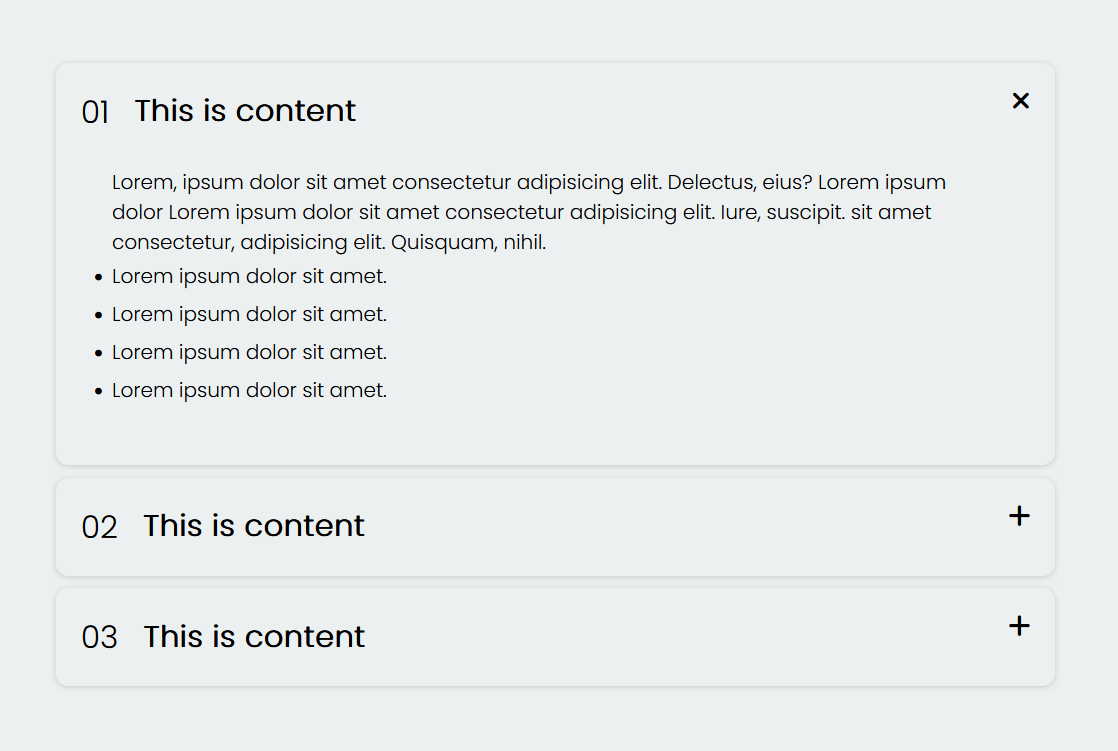 01 This is content
Lorem, ipsum dolor sit amet consectetur adipisicing elit. Delectus, eius? Lorem ipsum
dolor Lorem ipsum dolor sit amet consectetur adipisicing elit. Iure, suscipit. sit amet
consectetur, adipisicing elit. Quisquam, nihil.
Lorem ipsum dolor sit amet.
Lorem ipsum dolor sit amet.
Lorem ipsum dolor sit amet.
Lorem ipsum dolor sit amet.
02 This is content
03 This is content